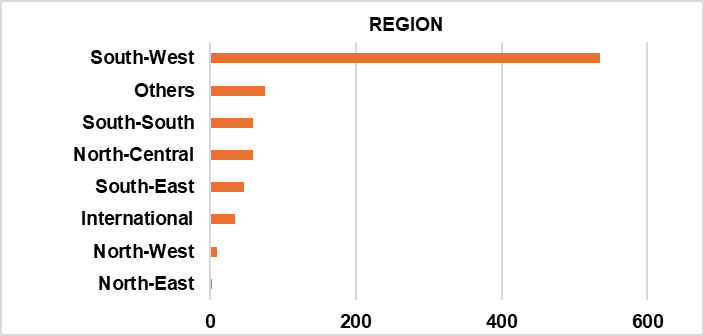 REGION
South-West
Others
South-South
North-Central
South-East
International
North-West
North-East
0 200 400 600